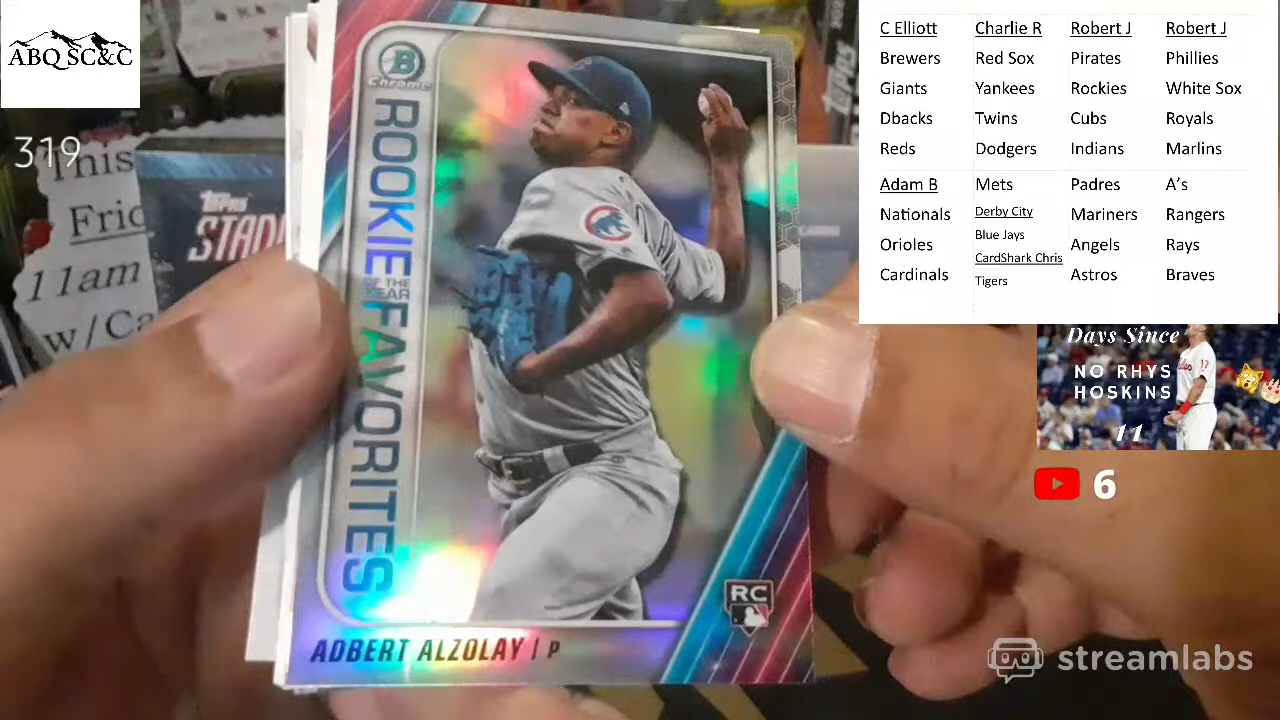 ABQ SC&C
319
This
Fric
11am
w/Ca
TOPPS
STAD
B
Chrome
ROOKIE
OF THE
YEAR
FAVORITES
ADBERT ALZOLAY | P
RC
C Elliott
Brewers
Giants
Dbacks
Reds
Adam B
Nationals
Orioles
Cardinals
Charlie R
Red Sox
Yankees
Twins
Dodgers
Mets
Derby City
Blue Jays
CardShark Chris
Tigers
Robert J
Pirates
Rockies
Cubs
Indians
Padres
Mariners
Angels
Astros
Robert J
Phillies
White Sox
Royals
Marlins
A's
Rangers
Rays
Braves
Days Since
NO RHYS
HOSKINS
11
6
streamlabs